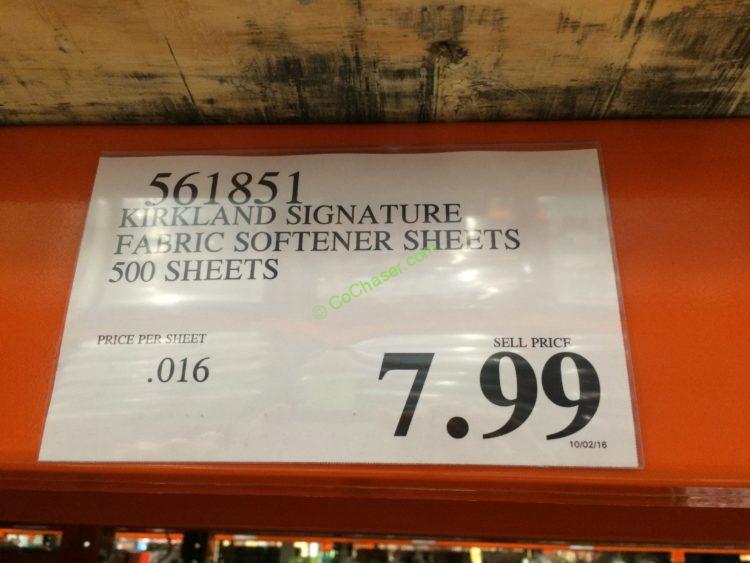 561851
KIRKLAND SIGNATURE
FABRIC SOFTENER SHEETS
500 SHEETS
© CoChaser.com
PRICE PER SHEET
.016
SELL PRICE
7.99
10/02/16